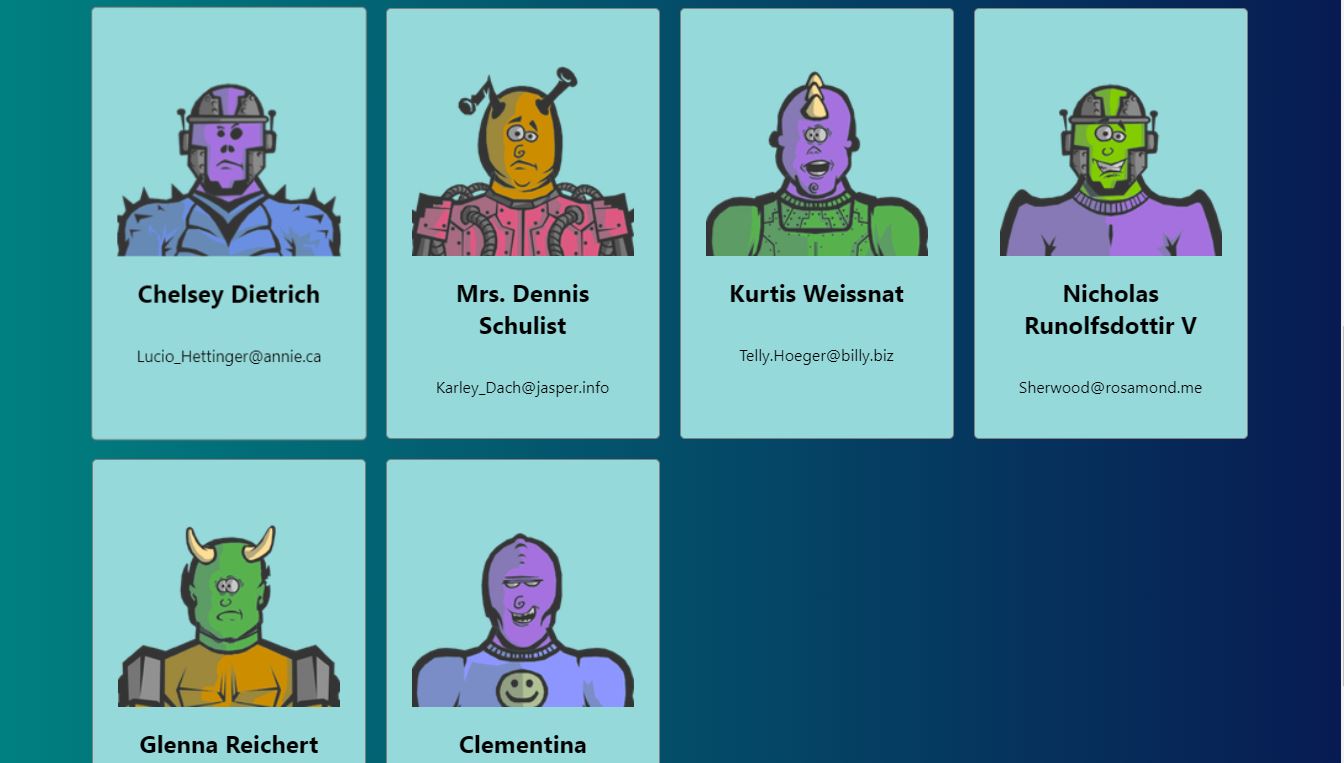 Chelsey Dietrich
Lucio_Hettinger@annie.ca
Mrs. Dennis
Schulist
Karley_Dach@jasper.info
Kurtis Weissnat
Telly.Hoeger@billy.biz
Nicholas
Runolfsdottir V
Sherwood@rosamond.me
Glenna Reichert
Clementina